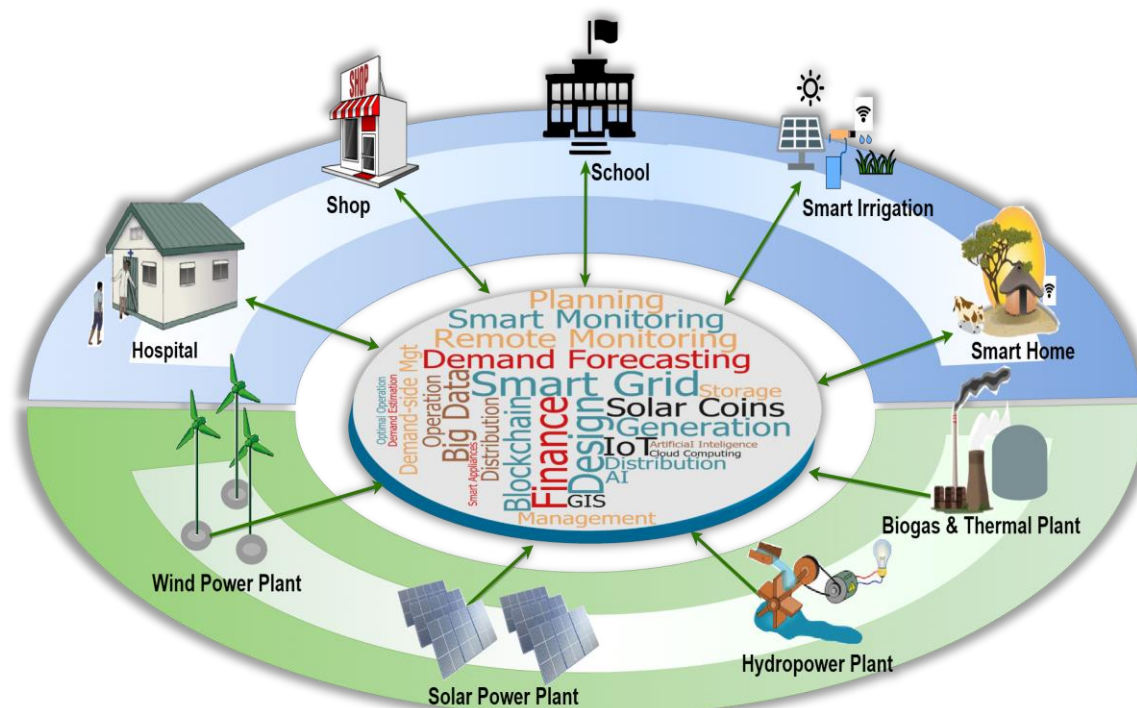 SHOP
School
Shop
Smart Irrigation
Hospital
Smart Home
Planning
Smart Monitoring
Remote Monitoring
Demand Forecasting
Smart Grid
Storage
Solar Coins
Generation
IoT
Artificial Inteligence
Cloud Computing
Distribution
AI
GIS
Management
Optimal Operation
Demand Estimation
Demand-side Mgt
Operation
Big Data
Smart Appliances
Distribution
Blockchain
Finance
Design
Biogas & Thermal Plant
Wind Power Plant
Hydropower Plant
Solar Power Plant